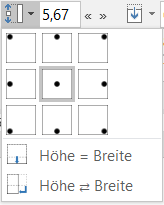 5,67 « »
Höhe = Breite
Höhe ⇄ Breite